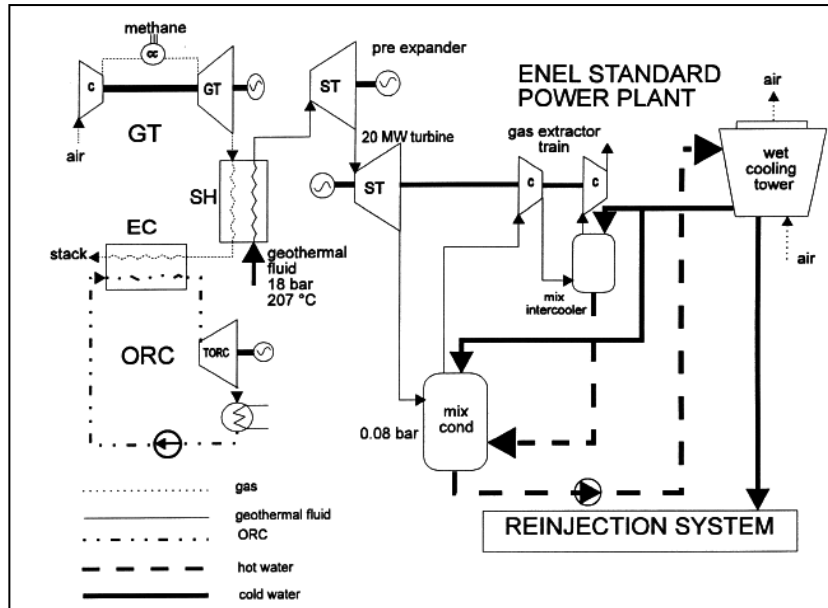 methane
cc
C
GT
GT
air
pre expander
ST
20 MW turbine
ST
SH
EC
stack
geothermal
fluid
18 bar
207 °C
ORC
TORC
ENEL STANDARD
POWER PLANT
gas extractor
train
C
C
mix
intercooler
air
wet
cooling
tower
air
0.08 bar
mix
cond
REINJECTION SYSTEM
gas
geothermal fluid
ORC
hot water
cold water